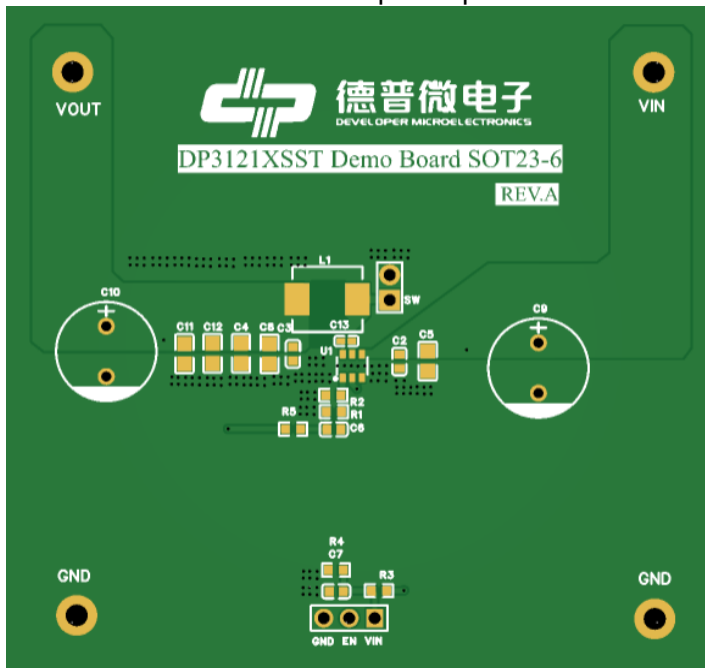 VOUT
德普微电子
DEVELOPER MICROELECTRONICS
VIN
DP3121XSST Demo Board SOT23-6
REV.A
L1
SW
C10
C9
C11
C12
C4
C8
C3
C13
U1
C2
C5
R2
R1
R5
C6
R4
C7
R3
GND
GND
GND EN VIN